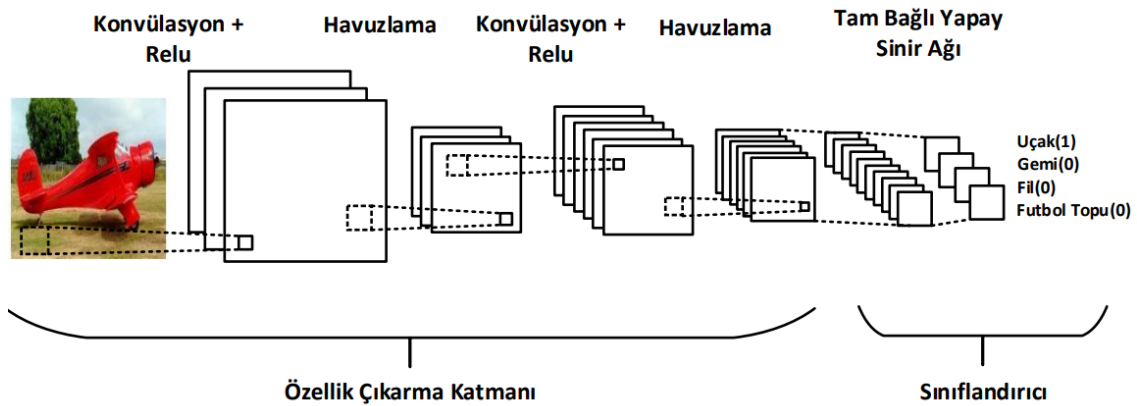 Konvülasyon +
Relu
Havuzlama
Konvülasyon +
Relu
Havuzlama
Tam Bağlı Yapay
Sinir Ağı
Uçak(1)
Gemi(0)
Fil(0)
Futbol Topu(0)
Özellik Çıkarma Katmanı
Sınıflandırıcı